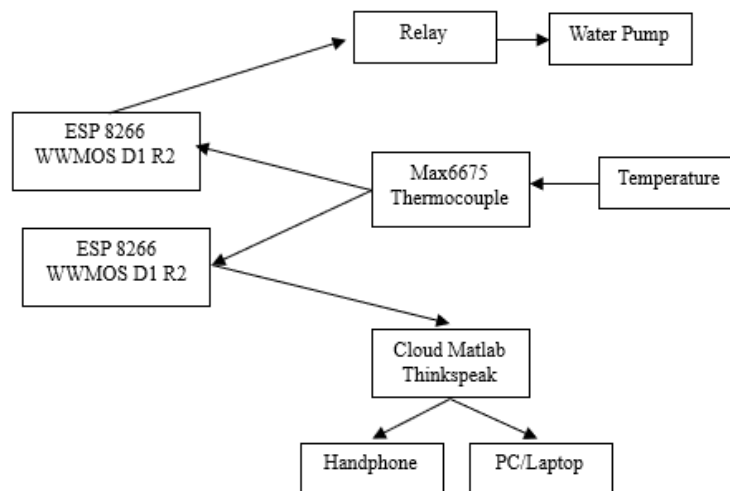 Relay
Water Pump
ESP 8266
WWMOS D1 R2
Max6675
Thermocouple
Temperature
ESP 8266
WWMOS D1 R2
Cloud Matlab
Thinkspeak
Handphone
PC/Laptop